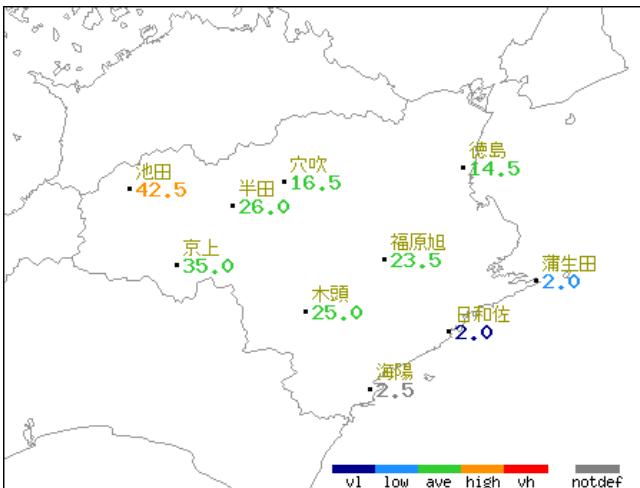 徳島
14.5
池田
42.5
穴吹
16.5
半田
26.0
京上
35.0
福原旭
23.5
蒲生田
2.0
木頭
25.0
日和佐
2.0
海陽
2.5
vl low ave high vh notdef